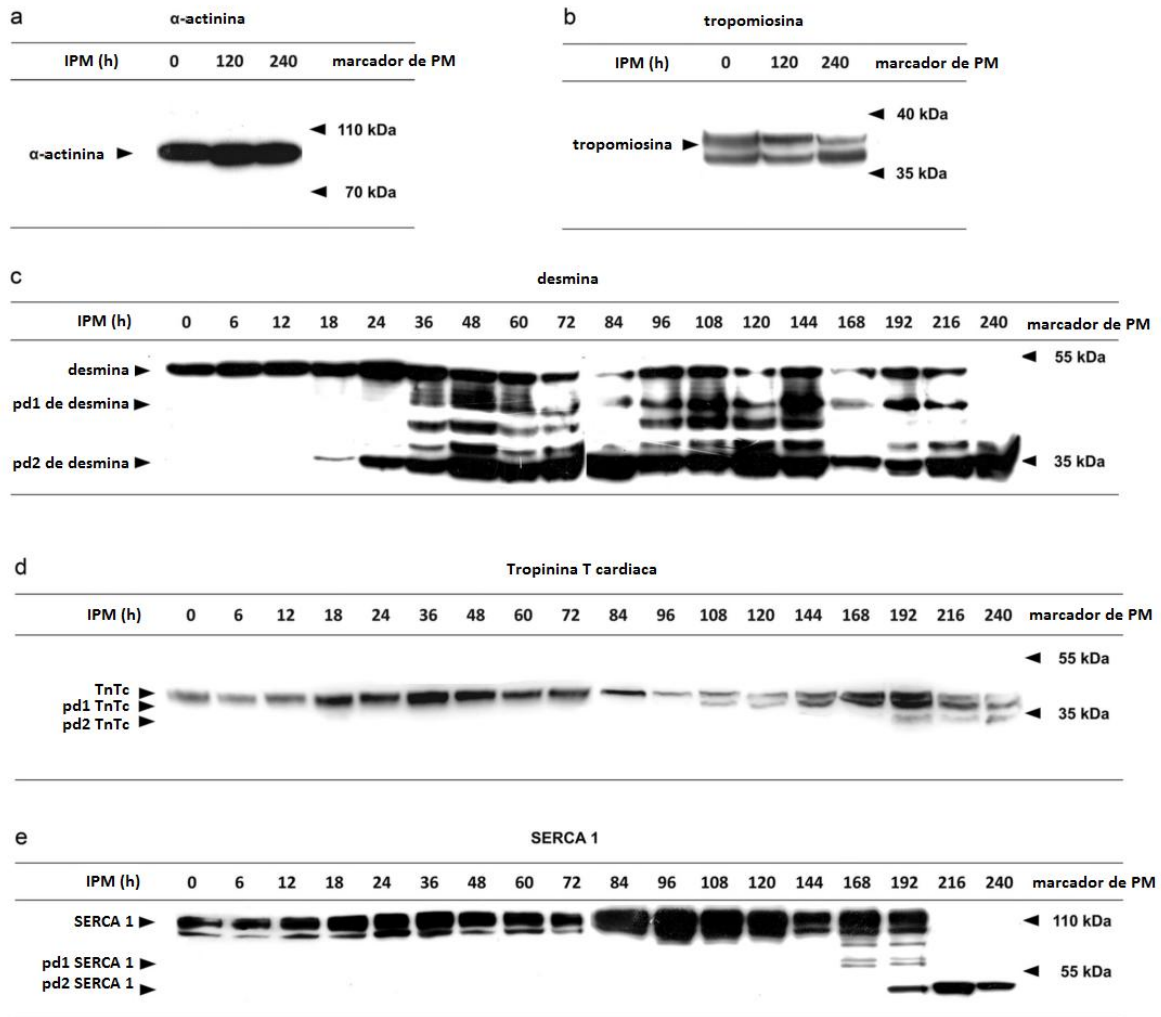 a
α-actinina
IPM (h) 0 120 240 marcador de PM
110 kDa
α-actinina
70 kDa
b
tropomiosina
IPM (h) 0 120 240 marcador de PM
40 kDa
tropomiosina
35 kDa
c
desmina
IPM (h) 0 6 12 18 24 36 48 60 72 84 96 108 120 144 168 192 216 240 marcador de PM
55 kDa
desmina
pd1 de desmina
pd2 de desmina 35 kDa
d
Tropinina T cardiaca
IPM (h) 0 6 12 18 24 36 48 60 72 84 96 108 120 144 168 192 216 240 marcador de PM
55 kDa
TnTc
pd1 TnTc
35 kDa
pd2 TnTc
e
SERCA 1
IPM (h) 0 6 12 18 24 36 48 60 72 84 96 108 120 144 168 192 216 240 marcador de PM
SERCA 1 110 kDa
pd1 SERCA 1
55 kDa
pd2 SERCA 1